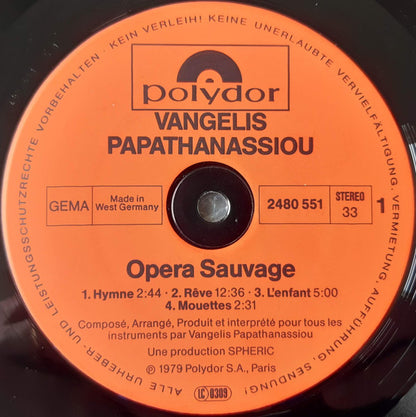 ALLE URHEBER- UND LEISTUNGSSCHUTZRECHTE VORBEHALTEN · KEIN VERLEIH! KEINE UNERLAUBTE VERVIELFÄLTIGUNG, VERMIETUNG, AUFFÜHRUNG, SENDUNG!
polydor
VANGELIS
PAPATHANASSIOU
GEMA
Made in
West Germany
2480 551
STEREO
33
1
Opera Sauvage
1. Hymne 2:44 · 2. Rêve 12:36 · 3. L'enfant 5:00
4. Mouettes 2:31
Composé, Arrangé, Produit et interprété pour tous les
instruments par Vangelis Papathanassiou
Une production SPHERIC
℗ 1979 Polydor S.A., Paris
LC 0309